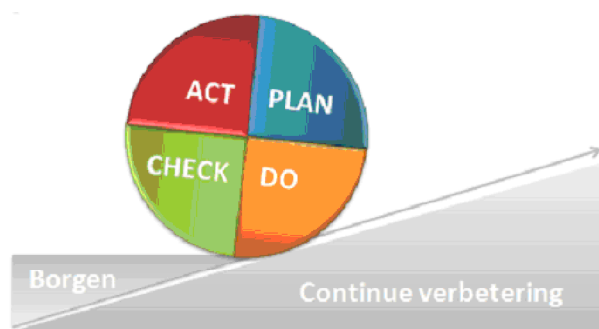 ACT
PLAN
CHECK
DO
Borgen
Continue verbetering